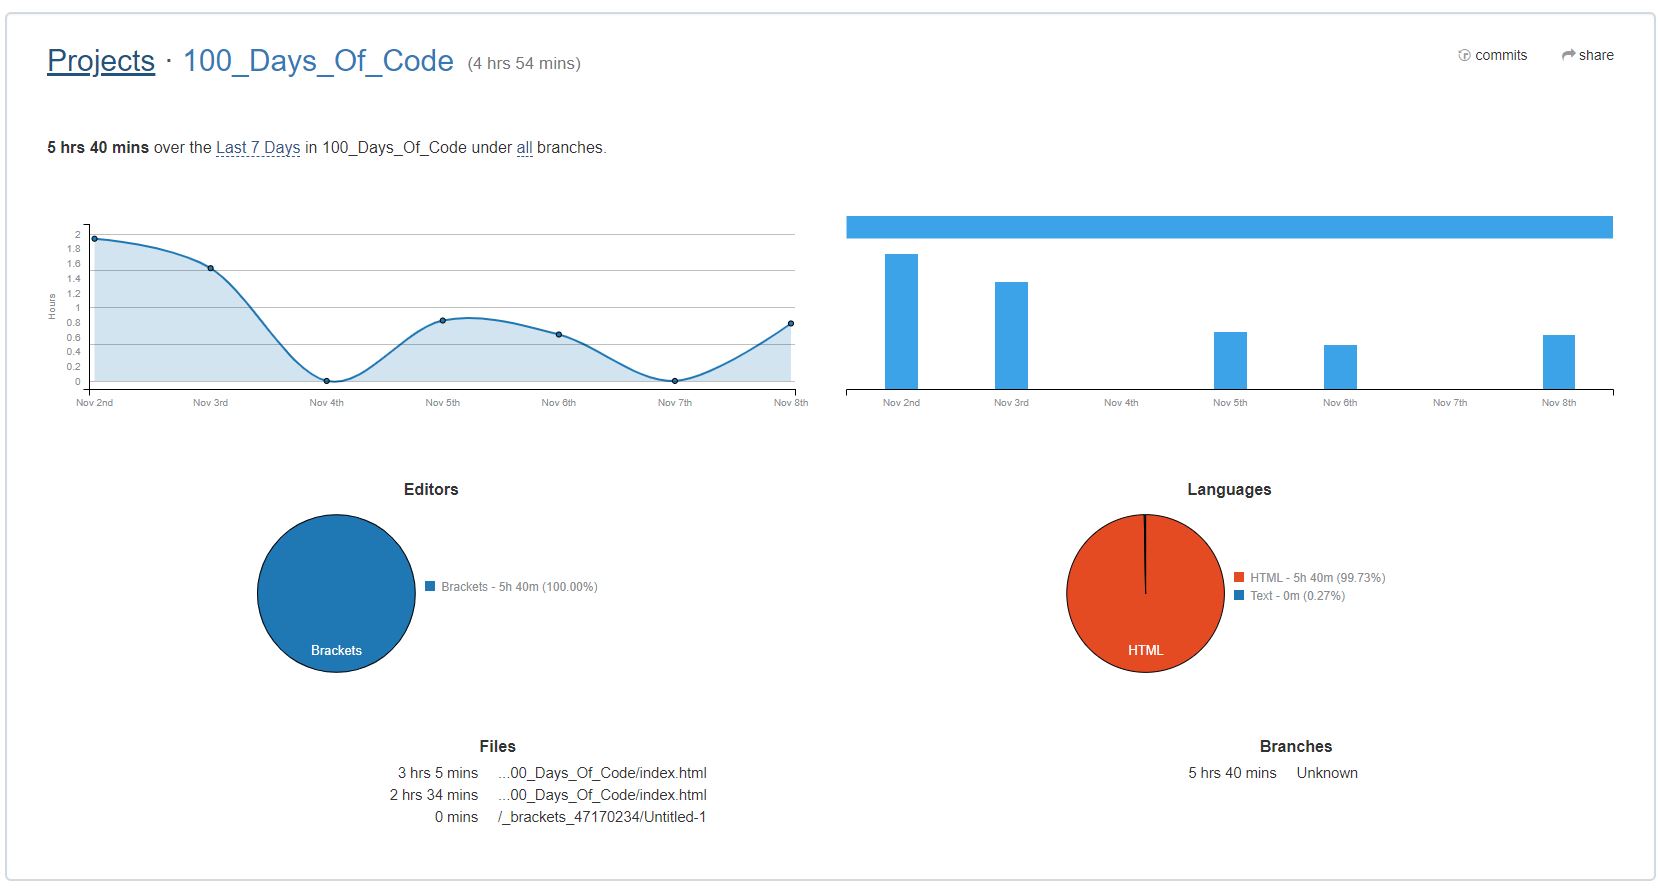 Projects · 100_Days_Of_Code (4 hrs 54 mins)
commits
share
5 hrs 40 mins over the Last 7 Days in 100_Days_Of_Code under all branches.
Hours
2
1.8
1.6
1.4
1.2
1
0.8
0.6
0.4
0.2
0
Nov 2nd Nov 3rd Nov 4th Nov 5th Nov 6th Nov 7th Nov 8th
Nov 2nd Nov 3rd Nov 4th Nov 5th Nov 6th Nov 7th Nov 8th
Editors
Brackets
Brackets - 5h 40m (100.00%)
Languages
HTML
HTML - 5h 40m (99.73%)
Text - 0m (0.27%)
Files
3 hrs 5 mins ...00_Days_Of_Code/index.html
2 hrs 34 mins ...00_Days_Of_Code/index.html
0 mins /_brackets_47170234/Untitled-1
Branches
5 hrs 40 mins Unknown